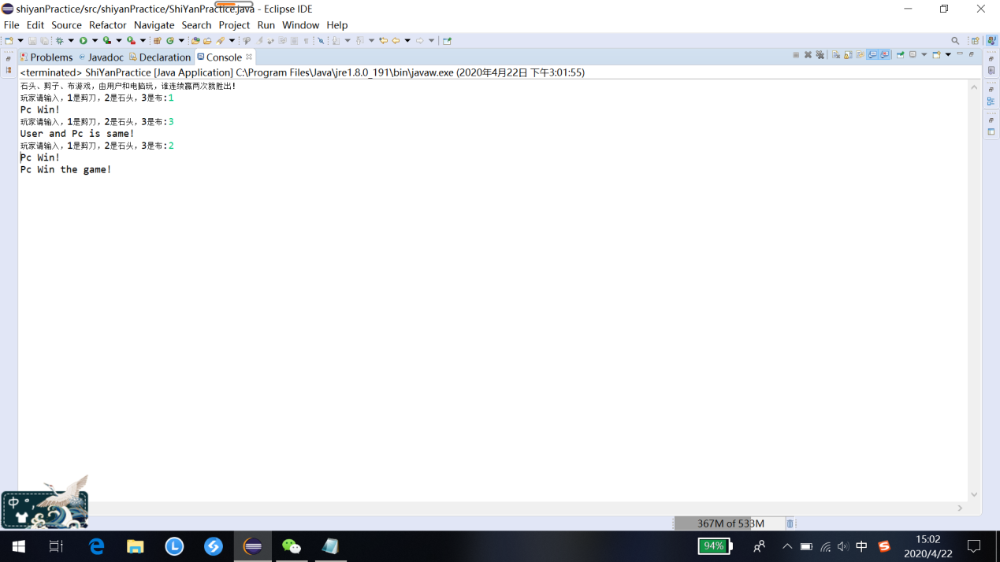 shiyanPractice/src/shiyanPractice/ShiYanPractice.java - Eclipse IDE
File Edit Source Refactor Navigate Search Project Run Window Help
Problems Javadoc Declaration Console
<terminated> ShiYanPractice [Java Application] C:\Program Files\Java\jre1.8.0_191\bin\javaw.exe (2020年4月22日 下午3:01:55)
石头、剪子、布游戏，由用户和电脑玩，谁连续赢两次就胜出！
玩家请输入，1是剪刀，2是石头，3是布:1
Pc Win!
玩家请输入，1是剪刀，2是石头，3是布:3
User and Pc is same!
玩家请输入，1是剪刀，2是石头，3是布:2
Pc Win!
Pc Win the game!
中
367M of 533M
94%
中
15:02
2020/4/22